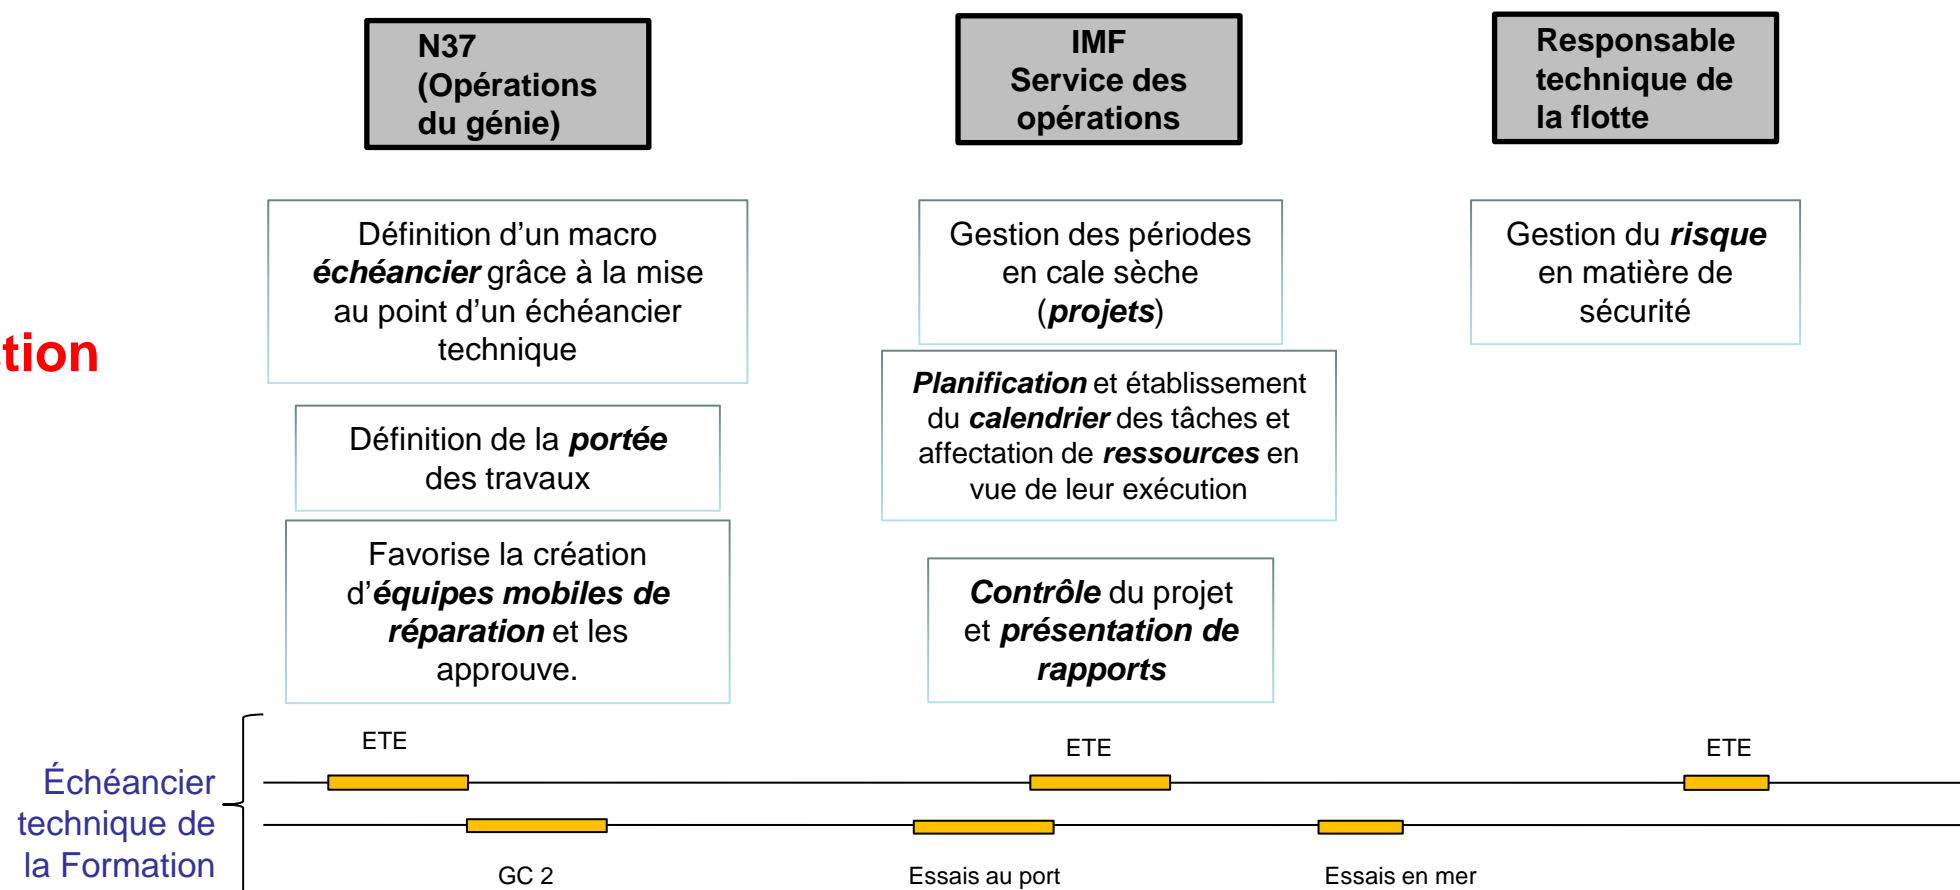 N37
(Opérations
du génie)
IMF
Service des
opérations
Responsable
technique de
la flotte
Définition d’un macro
échéancier grâce à la mise
au point d’un échéancier
technique
Définition de la portée
des travaux
Favorise la création
d’équipes mobiles de
réparation et les
approuve.
Gestion des périodes
en cale sèche
(projets)
Planification et établissement
du calendrier des tâches et
affectation de ressources en
vue de leur exécution
Contrôle du projet
et présentation de
rapports
Gestion du risque
en matière de
sécurité
Échéancier
technique de
la Formation
ETE
ETE
ETE
GC 2
Essais au port
Essais en mer